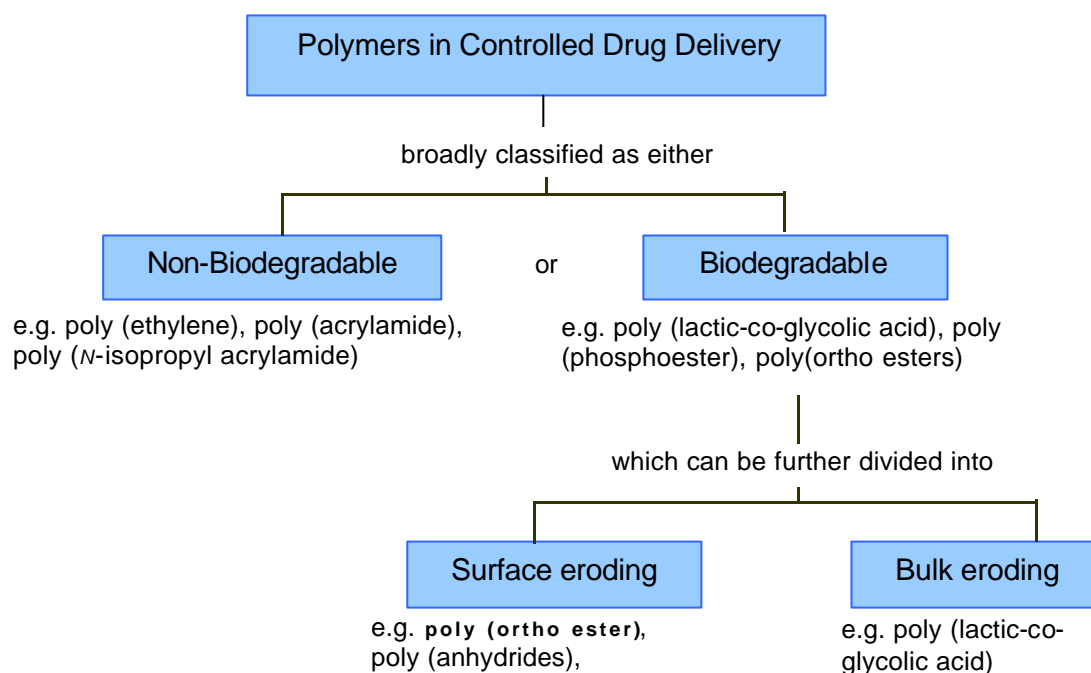 Polymers in Controlled Drug Delivery
broadly classified as either
Non-Biodegradable
or
Biodegradable
e.g. poly (ethylene), poly (acrylamide),
poly (N-isopropyl acrylamide)
e.g. poly (lactic-co-glycolic acid), poly
(phosphoester), poly(ortho esters)
which can be further divided into
Surface eroding
Bulk eroding
e.g. poly (ortho ester),
poly (anhydrides),
e.g. poly (lactic-co-
glycolic acid)